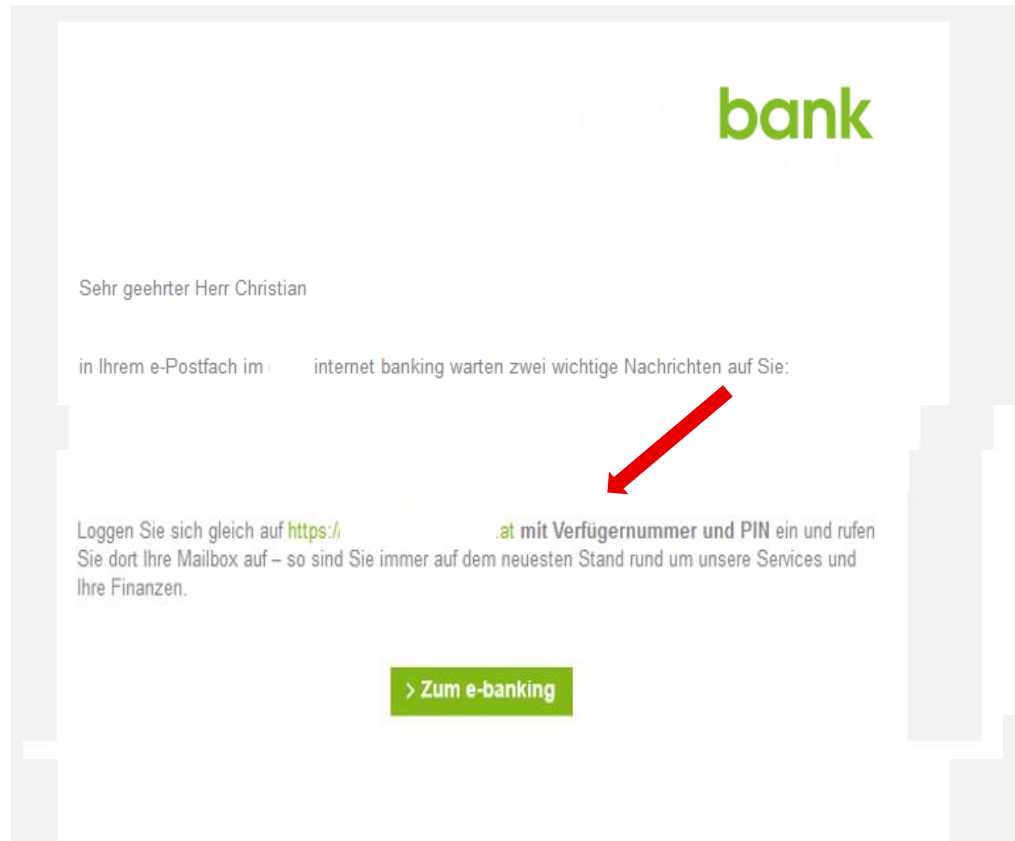 easybank
Sehr geehrter Herr Christian
in Ihrem e-Postfach im internet banking warten zwei wichtige Nachrichten auf Sie:
Loggen Sie sich gleich auf https:// .at mit Verfügernummer und PIN ein und rufen
Sie dort Ihre Mailbox auf – so sind Sie immer auf dem neuesten Stand rund um unsere Services und
Ihre Finanzen.
> Zum e-banking